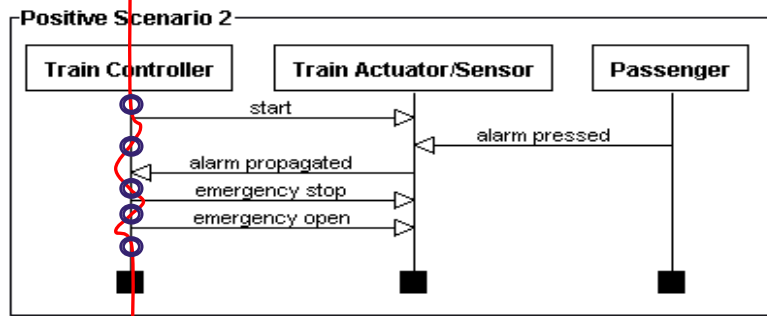 Positive Scenario 2
Train Controller Train Actuator/Sensor Passenger
start
alarm pressed
alarm propagated
emergency stop
emergency open